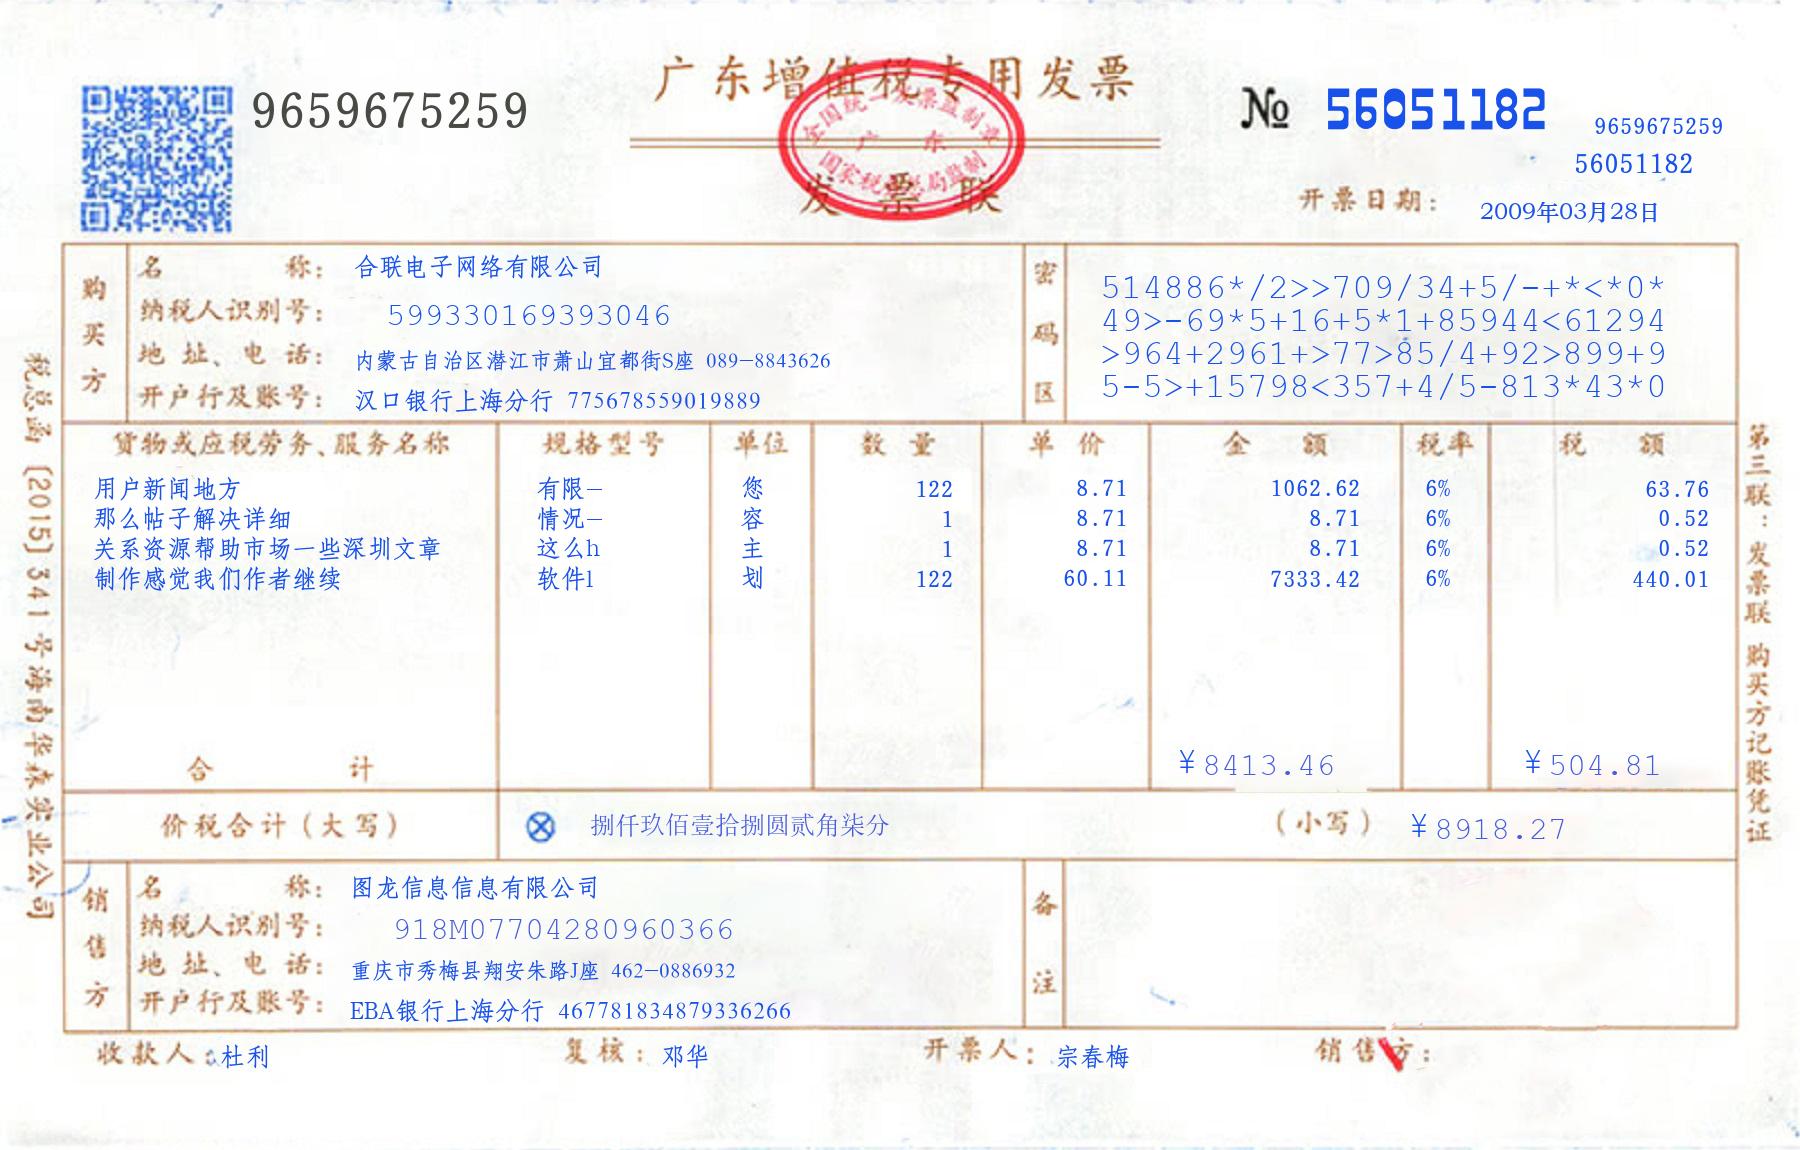 广东增值税专用发票
9659675259
№ 56051182
9659675259
56051182
全国统一发票监制章
广 东
国家税务总局监制
发票联
开票日期： 2009年03月28日
购买方
名 称： 合联电子网络有限公司
纳税人识别号： 599330169393046
地 址、电 话： 内蒙古自治区潜江市萧山宜都街S座 089-8843626
开户行及账号： 汉口银行上海分行 775678559019889
密码区
514886*/2>>709/34+5/-+*<*0*
49>-69*5+16+5*1+85944<61294
>964+2961+>77>85/4+92>899+9
5-5>+15798<357+4/5-813*43*0
货物或应税劳务、服务名称 规格型号 单位 数量 单价 金额 税率 税额
用户新闻地方 有限- 您 122 8.71 1062.62 6% 63.76
那么帖子解决详细 情况- 容 1 8.71 8.71 6% 0.52
关系资源帮助市场一些深圳文章 这么h 主 1 8.71 8.71 6% 0.52
制作感觉我们作者继续 软件l 划 122 60.11 7333.42 6% 440.01
合 计 ¥8413.46 ¥504.81
价税合计（大写） ⊗ 捌仟玖佰壹拾捌圆贰角柒分 （小写） ¥8918.27
销售方
名 称： 图龙信息信息有限公司
纳税人识别号： 918M07704280960366
地 址、电 话： 重庆市秀梅县翔安朱路J座 462-0886932
开户行及账号： EBA银行上海分行 467781834879336266
备注
收款人：杜利 复核：邓华 开票人：宗春梅 销售方：
税总函〔2015〕341号海南华森实业公司
第三联：发票联 购买方记账凭证